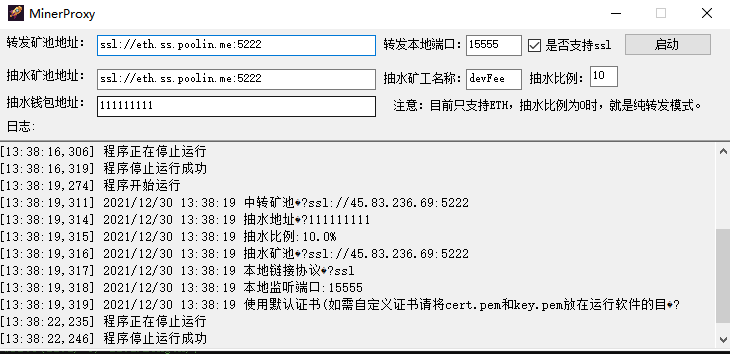 MinerProxy
转发矿池地址: ssl://eth.ss.poolin.me:5222 转发本地端口: 15555 是否支持ssl 启动
抽水矿池地址: ssl://eth.ss.poolin.me:5222 抽水矿工名称: devFee 抽水比例: 10
抽水钱包地址: 111111111 注意: 目前只支持ETH, 抽水比例为0时, 就是纯转发模式。
日志:
[13:38:16,306] 程序正在停止运行
[13:38:16,319] 程序停止运行成功
[13:38:19,274] 程序开始运行
[13:38:19,311] 2021/12/30 13:38:19 中转矿池�?ssl://45.83.236.69:5222
[13:38:19,314] 2021/12/30 13:38:19 抽水地址�?111111111
[13:38:19,315] 2021/12/30 13:38:19 抽水比例:10.0%
[13:38:19,316] 2021/12/30 13:38:19 抽水矿池�?ssl://45.83.236.69:5222
[13:38:19,317] 2021/12/30 13:38:19 本地链接协议�?ssl
[13:38:19,318] 2021/12/30 13:38:19 本地监听端口:15555
[13:38:19,319] 2021/12/30 13:38:19 使用默认证书(如需自定义证书请将cert.pem和key.pem放在运行软件的目�?
[13:38:22,235] 程序正在停止运行
[13:38:22,246] 程序停止运行成功